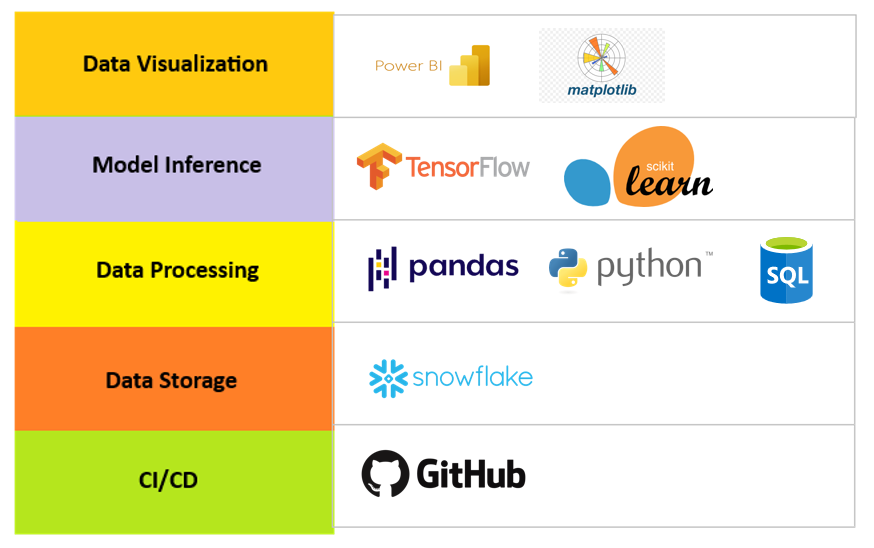 Data Visualization
Power BI
matplotlib
Model Inference
TensorFlow
scikit
learn
Data Processing
pandas
python™
SQL
Data Storage
snowflake
CI/CD
GitHub